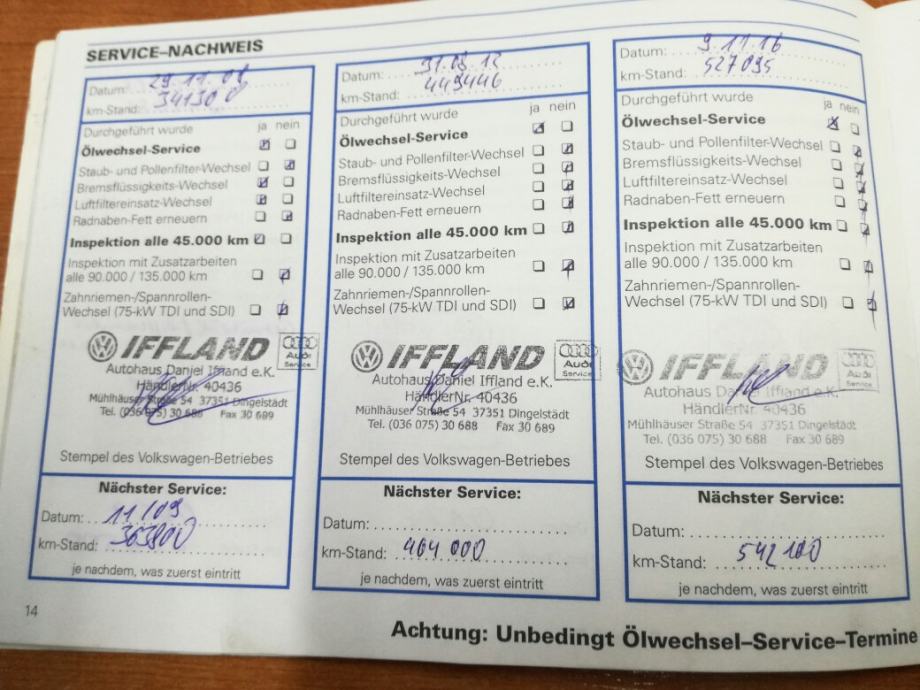 SERVICE–NACHWEIS
Datum: 29.11.08
km-Stand: 341300
Durchgeführt wurde ja nein
Ölwechsel-Service
Staub- und Pollenfilter-Wechsel
Bremsflüssigkeits-Wechsel
Luftfiltereinsatz-Wechsel
Radnaben-Fett erneuern
Inspektion alle 45.000 km
Inspektion mit Zusatzarbeiten
alle 90.000 / 135.000 km
Zahnriemen-/Spannrollen-
Wechsel (75-kW TDI und SDI)
IFFLAND
Audi
Service
Autohaus Daniel Iffland e.K.
HändlerNr. 40436
Mühlhäuser Straße 54 37351 Dingelstädt
Tel. (036 075) 30 688 Fax 30 689
Stempel des Volkswagen-Betriebes
Nächster Service:
Datum: 11/09
km-Stand: 363800
je nachdem, was zuerst eintritt
14
Datum: 31.08.12
km-Stand: 449446
Durchgeführt wurde ja nein
Ölwechsel-Service
Staub- und Pollenfilter-Wechsel
Bremsflüssigkeits-Wechsel
Luftfiltereinsatz-Wechsel
Radnaben-Fett erneuern
Inspektion alle 45.000 km
Inspektion mit Zusatzarbeiten
alle 90.000 / 135.000 km
Zahnriemen-/Spannrollen-
Wechsel (75-kW TDI und SDI)
IFFLAND
Audi
Service
Autohaus Daniel Iffland e.K.
HändlerNr. 40436
Mühlhäuser Straße 54 37351 Dingelstädt
Tel. (036 075) 30 688 Fax 30 689
Stempel des Volkswagen-Betriebes
Nächster Service:
Datum:
km-Stand: 464 000
je nachdem, was zuerst eintritt
Datum: 9.11.16
km-Stand: 527095
Durchgeführt wurde ja nein
Ölwechsel-Service
Staub- und Pollenfilter-Wechsel
Bremsflüssigkeits-Wechsel
Luftfiltereinsatz-Wechsel
Radnaben-Fett erneuern
Inspektion alle 45.000 km
Inspektion mit Zusatzarbeiten
alle 90.000 / 135.000 km
Zahnriemen-/Spannrollen-
Wechsel (75-kW TDI und SDI)
IFFLAND
Audi
Service
Autohaus Daniel Iffland e.K.
HändlerNr. 40436
Mühlhäuser Straße 54 37351 Dingelstädt
Tel. (036 075) 30 688 Fax 30 689
Stempel des Volkswagen-Betriebes
Nächster Service:
Datum:
km-Stand: 542 100
je nachdem, was zuerst eintritt
Achtung: Unbedingt Ölwechsel–Service–Termine